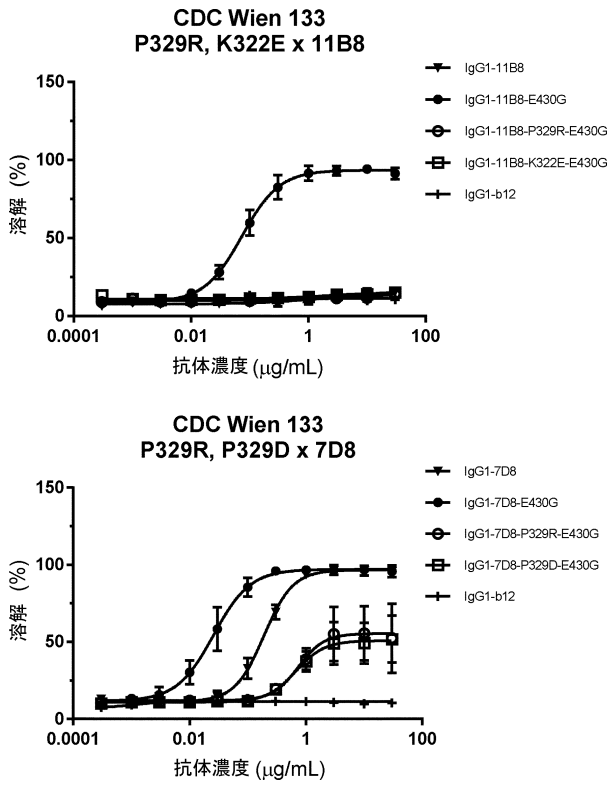 CDC Wien 133
P329R, K322E x 11B8
150
100
50
0
0.0001
0.01
1
100
溶解 (%)
抗体濃度 (μg/mL)
IgG1-11B8
IgG1-11B8-E430G
IgG1-11B8-P329R-E430G
IgG1-11B8-K322E-E430G
IgG1-b12
CDC Wien 133
P329R, P329D x 7D8
150
100
50
0
0.0001
0.01
1
100
溶解 (%)
抗体濃度 (μg/mL)
IgG1-7D8
IgG1-7D8-E430G
IgG1-7D8-P329R-E430G
IgG1-7D8-P329D-E430G
IgG1-b12